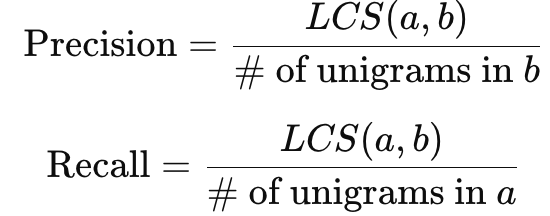 Precision = LCS(a, b) / # of unigrams in b
Recall = LCS(a, b) / # of unigrams in a